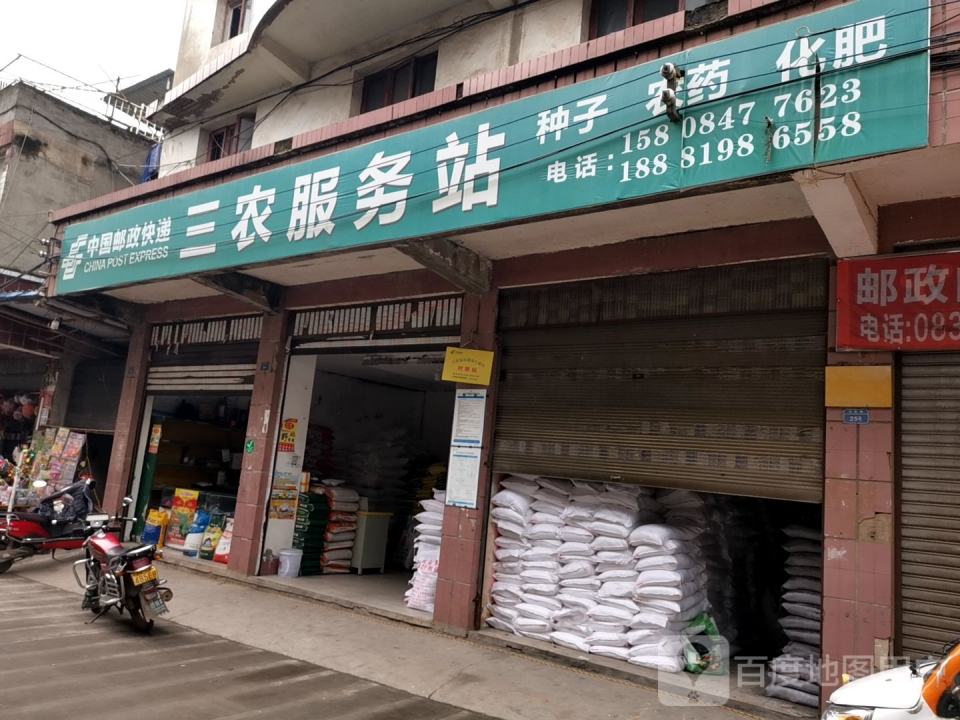 中国邮政快递
CHINA POST EXPRESS
三农服务站
种子 农药 化肥
电话：158 0847 7623
188 8198 6558
邮政
电话:083
百度地图